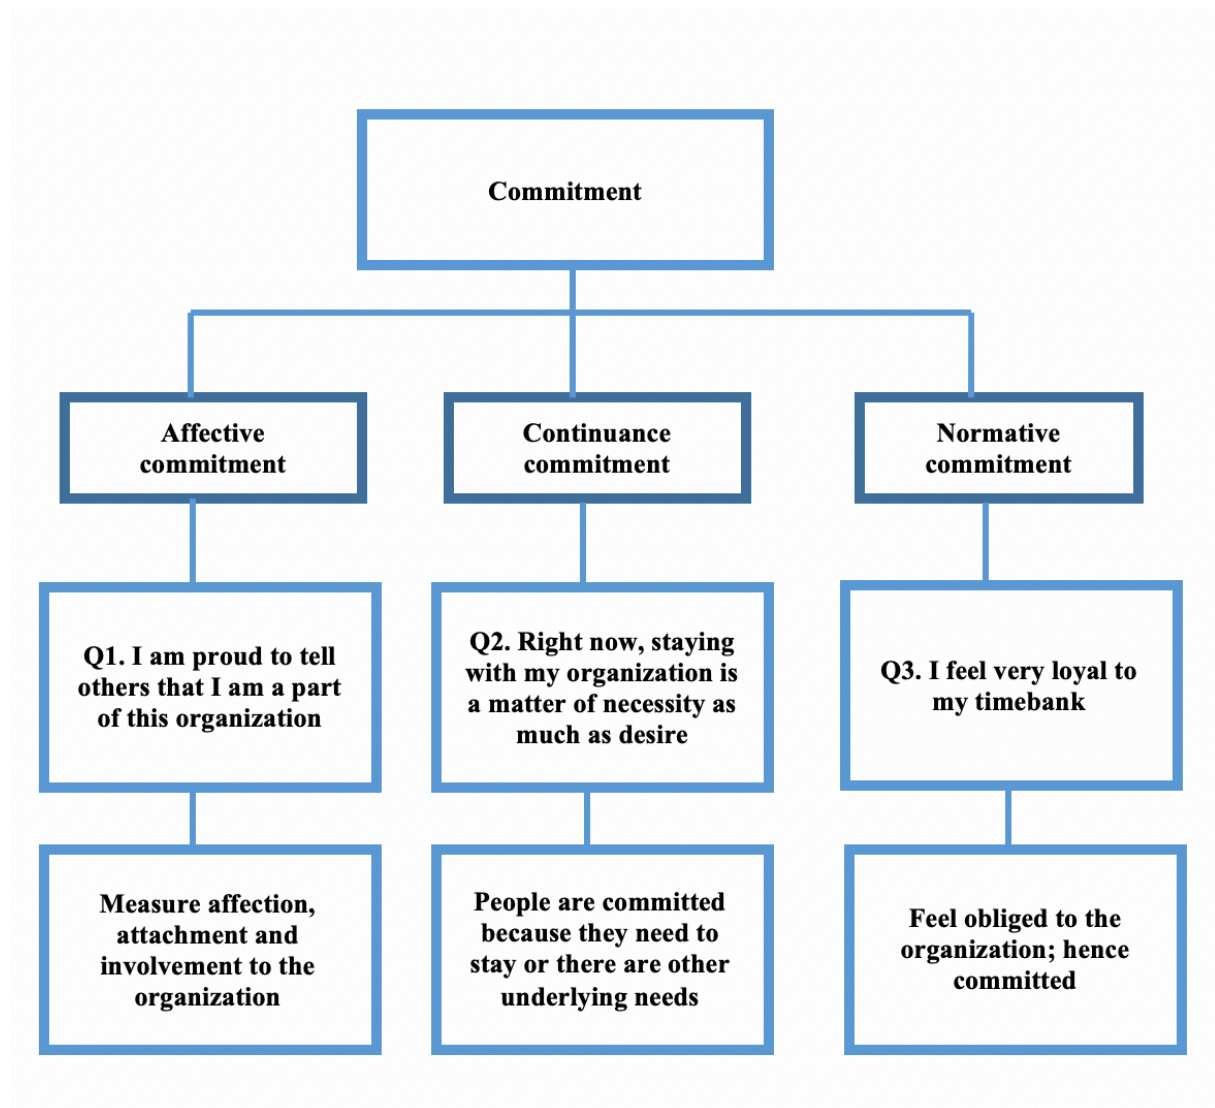 Commitment
Affective
commitment
Continuance
commitment
Normative
commitment
Q1. I am proud to tell
others that I am a part
of this organization
Q2. Right now, staying
with my organization is
a matter of necessity as
much as desire
Q3. I feel very loyal to
my timebank
Measure affection,
attachment and
involvement to the
organization
People are committed
because they need to
stay or there are other
underlying needs
Feel obliged to the
organization; hence
committed